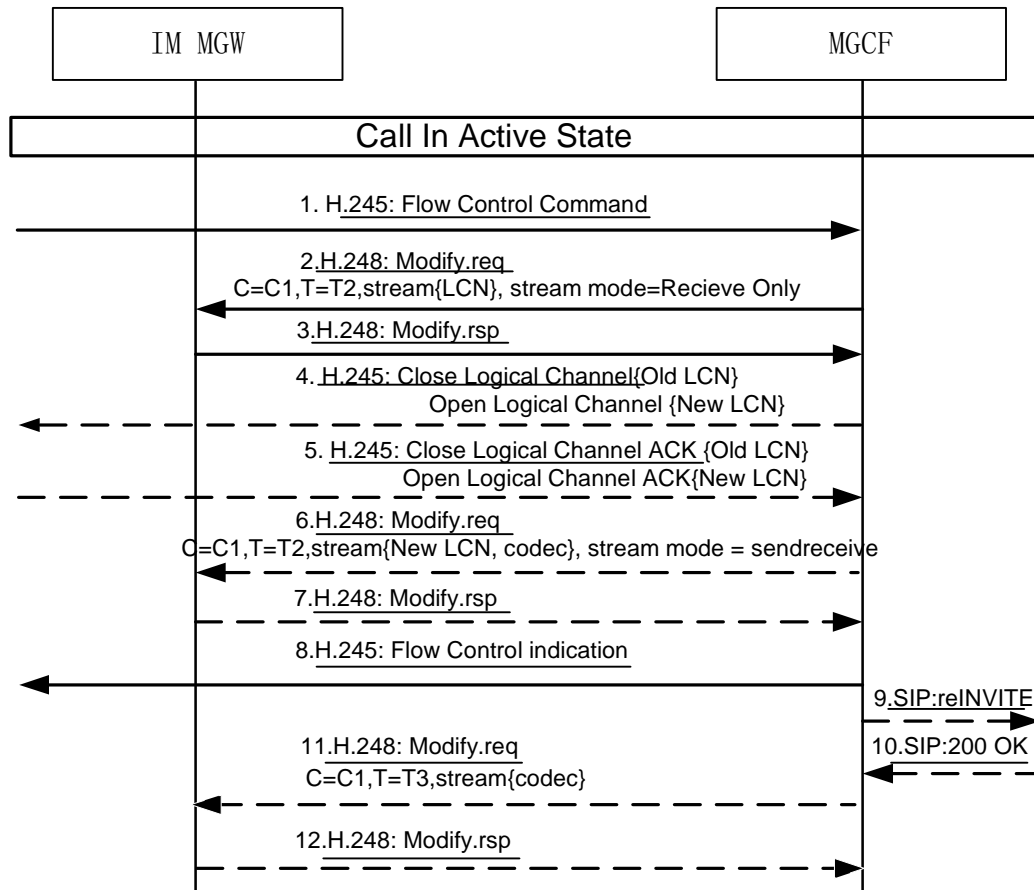 IM MGW
MGCF
Call In Active State
1. H.245: Flow Control Command
2.H.248: Modify.req
C=C1,T=T2,stream{LCN}, stream mode=Recieve Only
3.H.248: Modify.rsp
4. H.245: Close Logical Channel{Old LCN}
Open Logical Channel {New LCN}
5. H.245: Close Logical Channel ACK {Old LCN}
Open Logical Channel ACK{New LCN}
6.H.248: Modify.req
C=C1,T=T2,stream{New LCN, codec}, stream mode = sendreceive
7.H.248: Modify.rsp
8.H.245: Flow Control indication
9.SIP:reINVITE
10.SIP:200 OK
11.H.248: Modify.req
C=C1,T=T3,stream{codec}
12.H.248: Modify.rsp